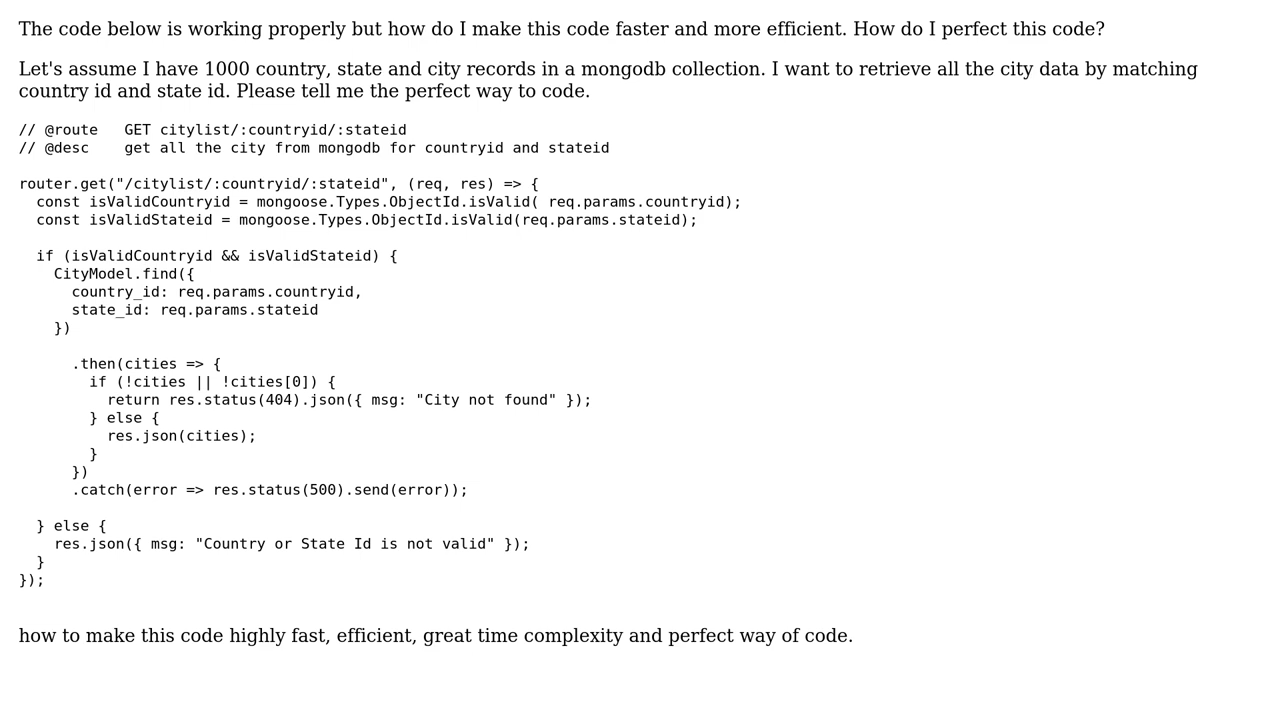 The code below is working properly but how do I make this code faster and more efficient. How do I perfect this code?
Let's assume I have 1000 country, state and city records in a mongodb collection. I want to retrieve all the city data by matching
country id and state id. Please tell me the perfect way to code.
// @route   GET citylist/:countryid/:stateid
// @desc    get all the city from mongodb for countryid and stateid
router.get("/citylist/:countryid/:stateid", (req, res) => {
  const isValidCountryid = mongoose.Types.ObjectId.isValid( req.params.countryid);
  const isValidStateid = mongoose.Types.ObjectId.isValid(req.params.stateid);
  if (isValidCountryid && isValidStateid) {
    CityModel.find({
      country_id: req.params.countryid,
      state_id: req.params.stateid
    })
      .then(cities => {
        if (!cities || !cities[0]) {
          return res.status(404).json({ msg: "City not found" });
        } else {
          res.json(cities);
        }
      })
      .catch(error => res.status(500).send(error));
  } else {
    res.json({ msg: "Country or State Id is not valid" });
  }
});
how to make this code highly fast, efficient, great time complexity and perfect way of code.